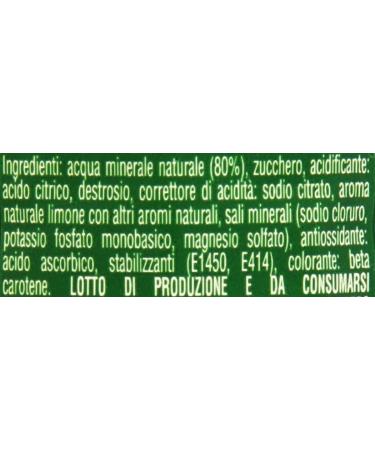 Ingredienti: acqua minerale naturale (80%), zucchero, acidificante:
acido citrico, destrosio, correttore di acidità: sodio citrato, aroma
naturale limone con altri aromi naturali, sali minerali (sodio cloruro,
potassio fosfato monobasico, magnesio solfato), antiossidante:
acido ascorbico, stabilizzanti (E1450, E414), colorante: beta
carotene. LOTTO DI PRODUZIONE E DA CONSUMARSI